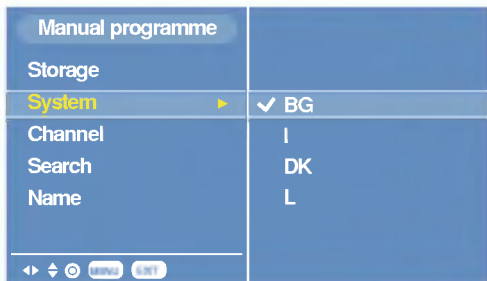 Manual programme
Storage
System
BG
Channel
I
Search
DK
Name
L
MENU EXIT